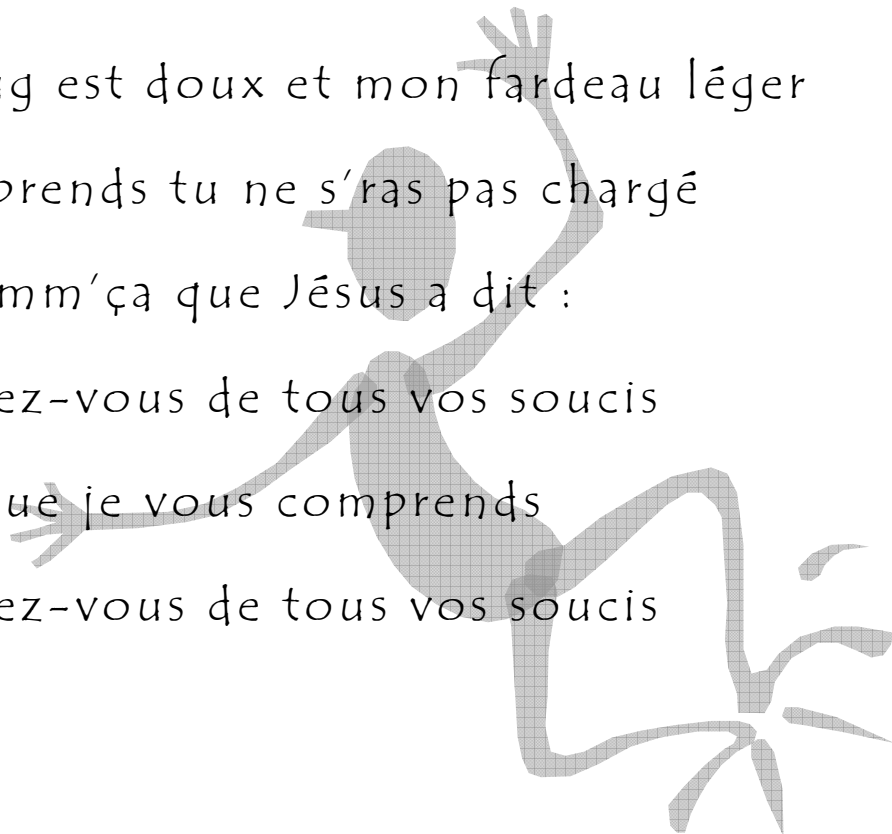 g est doux et mon fardeau léger
prends tu ne s'ras pas chargé
mm'ça que Jésus a dit :
ez-vous de tous vos soucis
ue je vous comprends
ez-vous de tous vos soucis